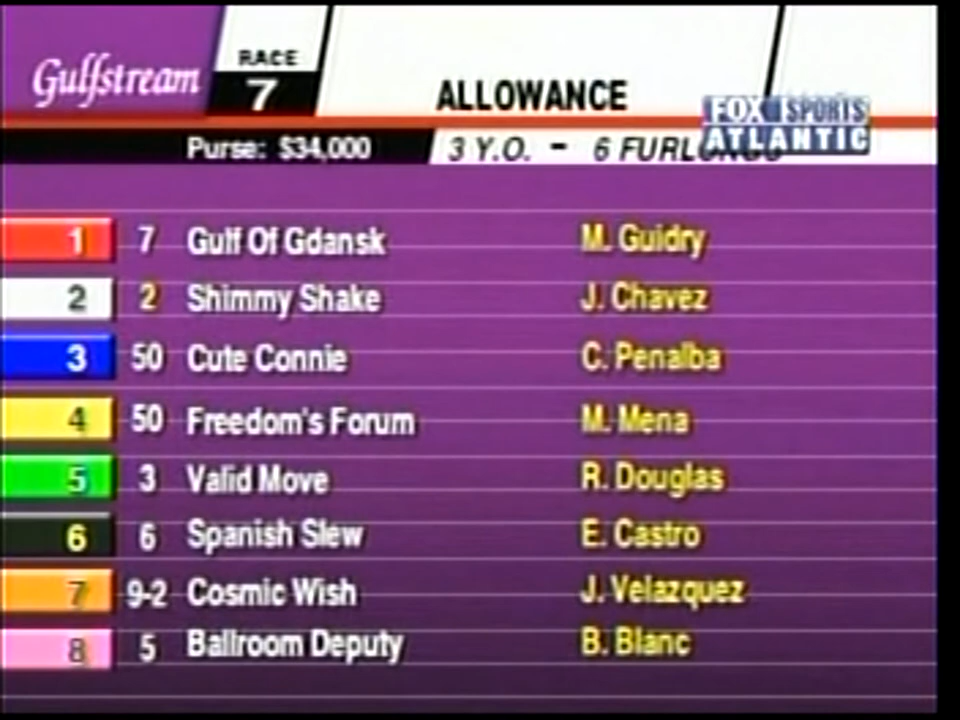 Gulfstream
RACE
7
ALLOWANCE
FOX SPORTS
ATLANTIC
Purse: $34,000
3 Y.O. - 6 FURLONGS
1 7 Gulf Of Gdansk M. Guidry
2 2 Shimmy Shake J. Chavez
3 50 Cute Connie C. Penalba
4 50 Freedom's Forum M. Mena
5 3 Valid Move R. Douglas
6 6 Spanish Slew E. Castro
7 9-2 Cosmic Wish J. Velazquez
8 5 Ballroom Deputy B. Blanc